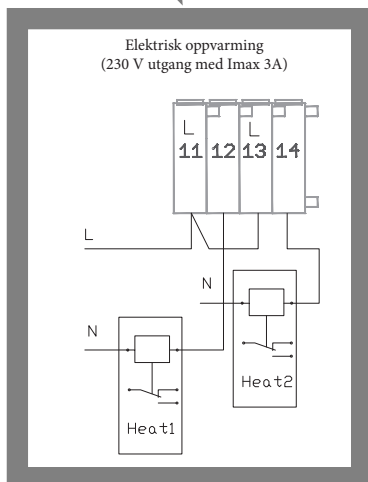 Elektrisk oppvarming
(230 V utgang med Imax 3A)
L L
11 12 13 14
L
N
N
Heat2
Heat1